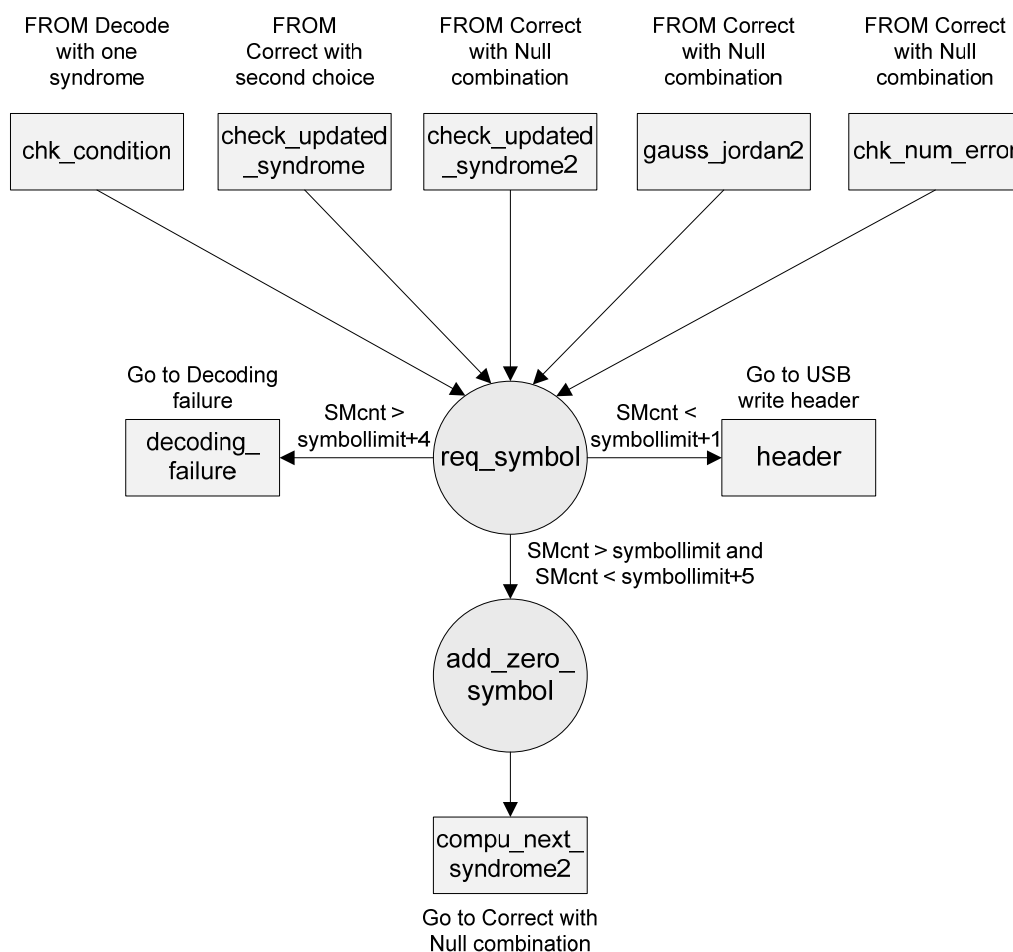 FROM Decode
with one
syndrome
FROM
Correct with
second choice
FROM Correct
with Null
combination
FROM Correct
with Null
combination
FROM Correct
with Null
combination
chk_condition
check_updated
_syndrome
check_updated
_syndrome2
gauss_jordan2
chk_num_error
Go to Decoding
failure
decoding_
failure
SMcnt >
symbollimit+4
req_symbol
SMcnt <
symbollimit+1
Go to USB
write header
header
SMcnt > symbollimit and
SMcnt < symbollimit+5
add_zero_
symbol
compu_next_
syndrome2
Go to Correct with
Null combination